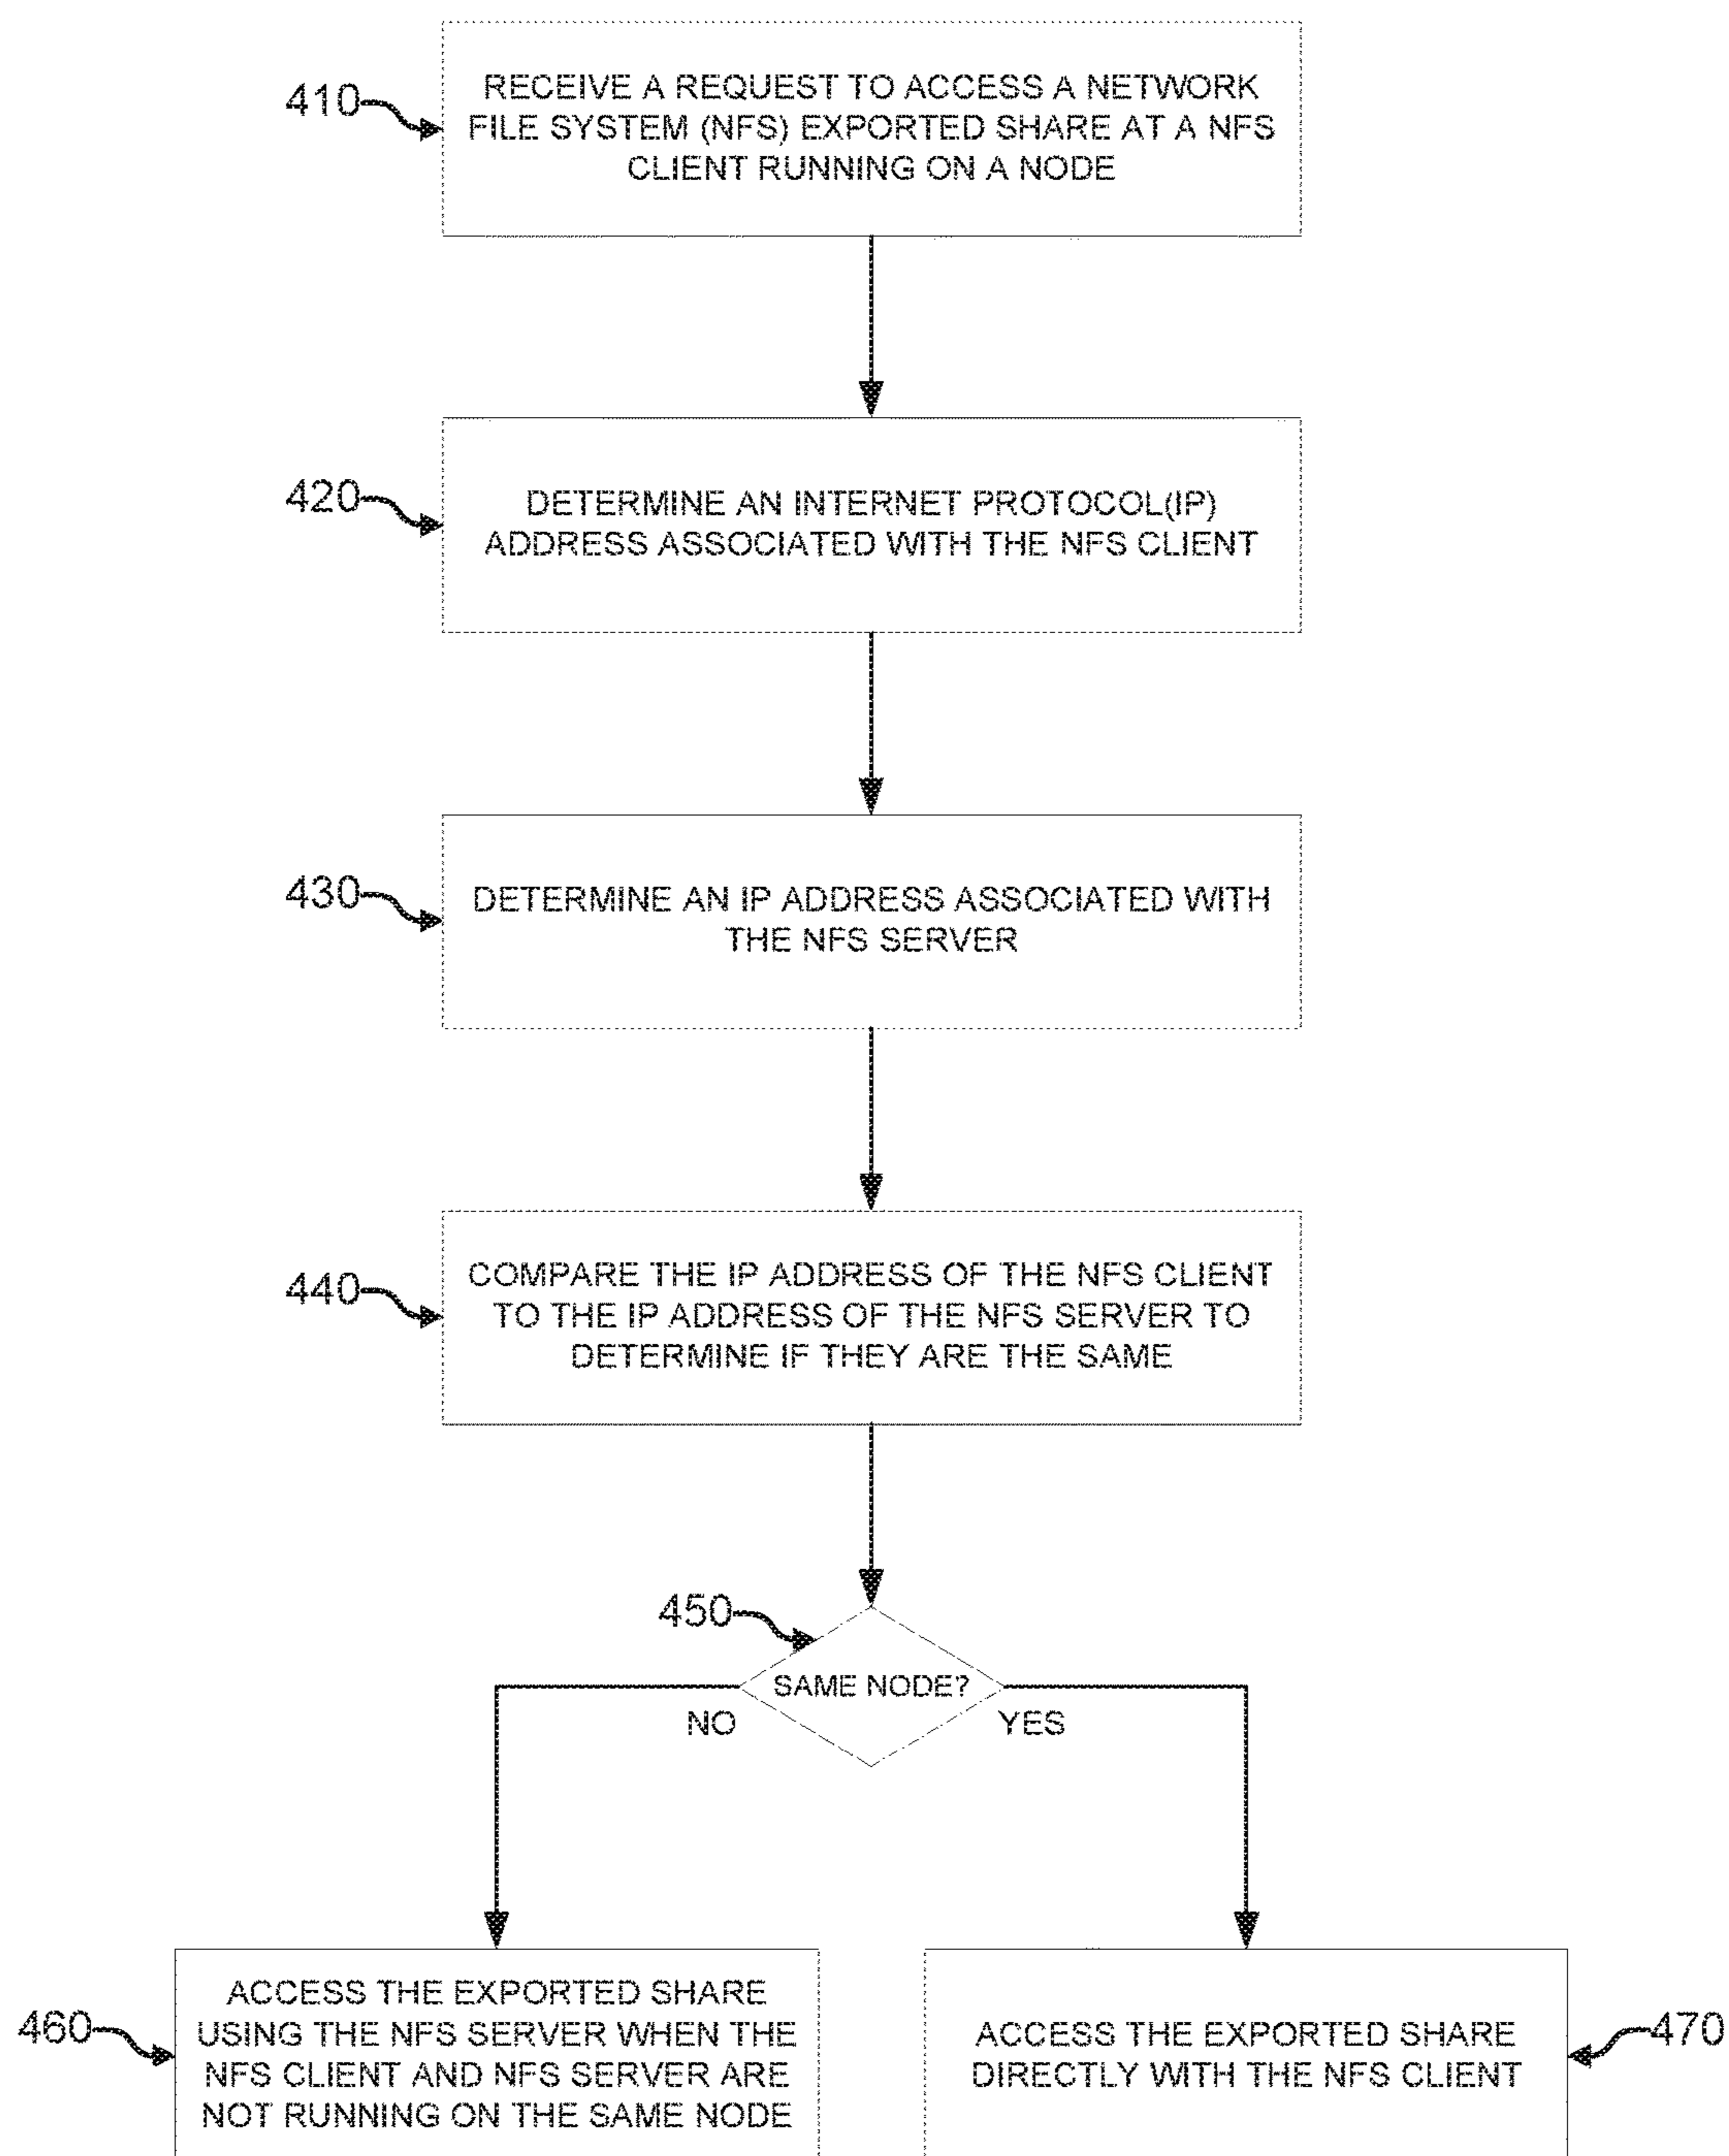 410
RECEIVE A REQUEST TO ACCESS A NETWORK
FILE SYSTEM (NFS) EXPORTED SHARE AT A NFS
CLIENT RUNNING ON A NODE
420
DETERMINE AN INTERNET PROTOCOL(IP)
ADDRESS ASSOCIATED WITH THE NFS CLIENT
430
DETERMINE AN IP ADDRESS ASSOCIATED WITH
THE NFS SERVER
440
COMPARE THE IP ADDRESS OF THE NFS CLIENT
TO THE IP ADDRESS OF THE NFS SERVER TO
DETERMINE IF THEY ARE THE SAME
450
SAME NODE?
NO
YES
460
ACCESS THE EXPORTED SHARE
USING THE NFS SERVER WHEN THE
NFS CLIENT AND NFS SERVER ARE
NOT RUNNING ON THE SAME NODE
ACCESS THE EXPORTED SHARE
DIRECTLY WITH THE NFS CLIENT
470